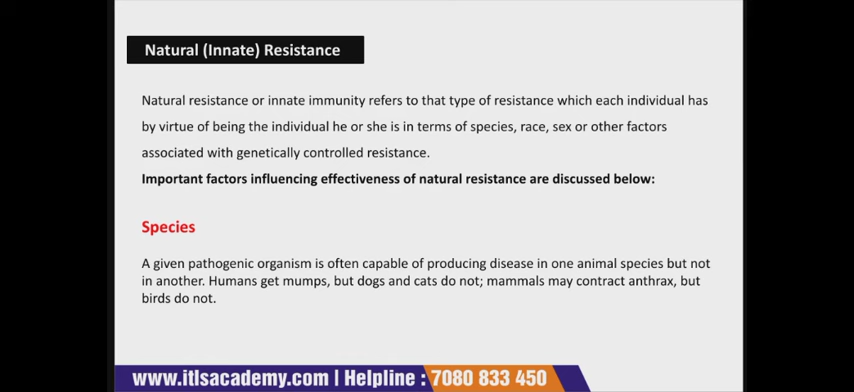 Natural (Innate) Resistance
Natural resistance or innate immunity refers to that type of resistance which each individual has
by virtue of being the individual he or she is in terms of species, race, sex or other factors
associated with genetically controlled resistance.
Important factors influencing effectiveness of natural resistance are discussed below:
Species
A given pathogenic organism is often capable of producing disease in one animal species but not
in another. Humans get mumps, but dogs and cats do not; mammals may contract anthrax, but
birds do not.
www.itlsacademy.com | Helpline : 7080 833 450